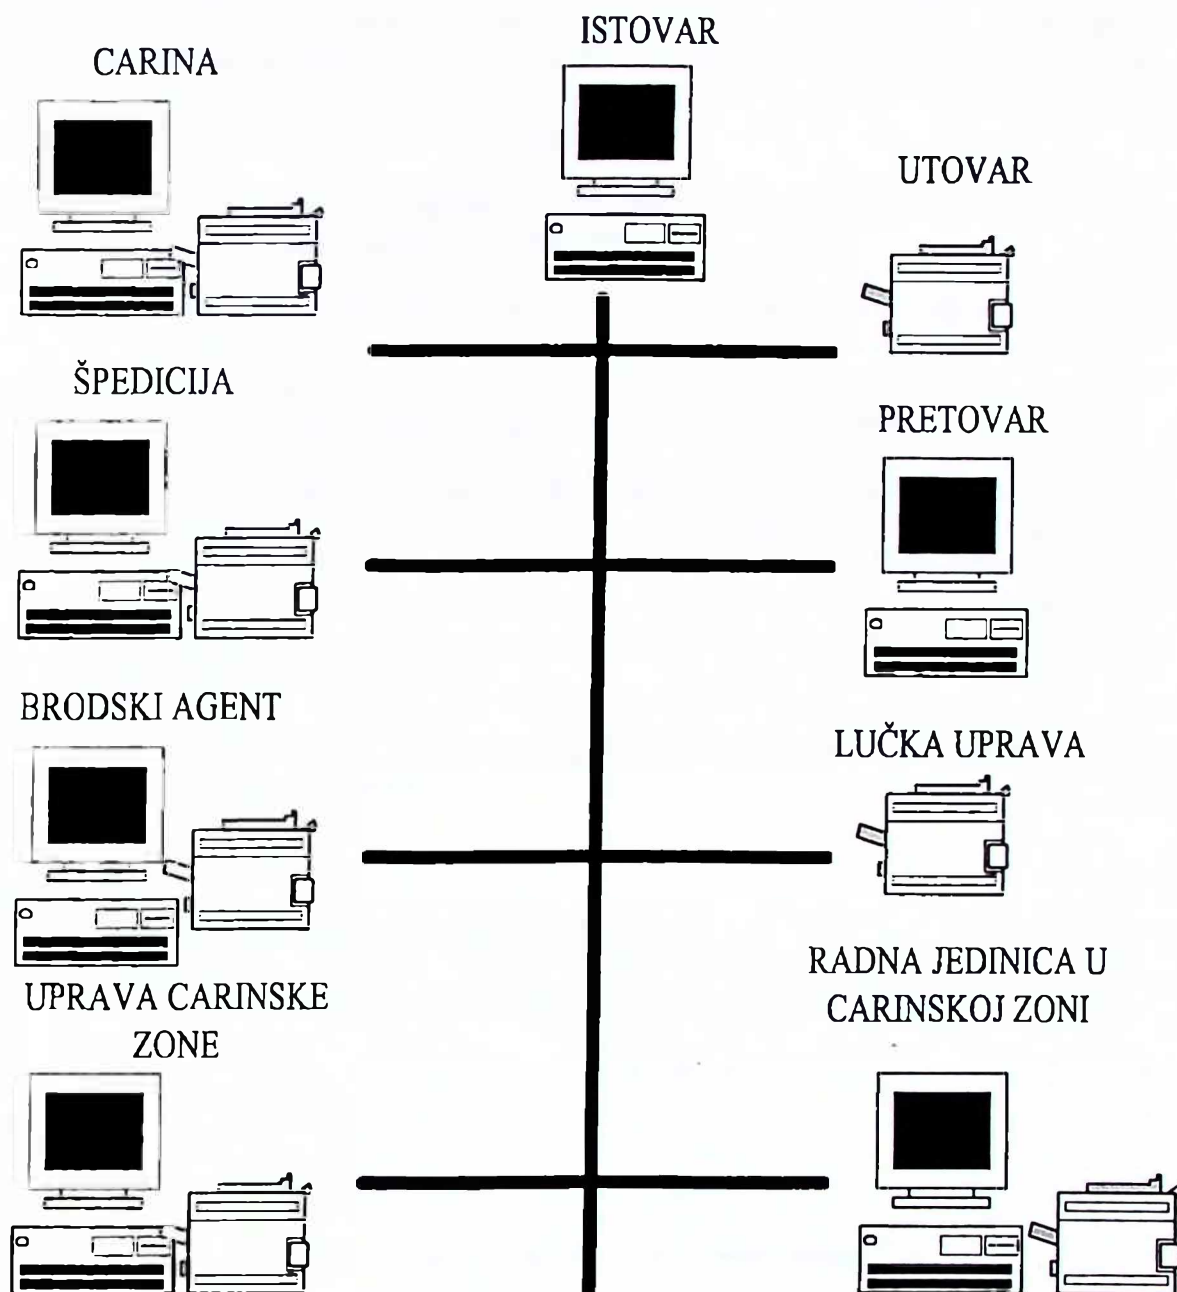 ISTOVAR
CARINA
UTOVAR
ŠPEDICIJA
PRETOVAR
BRODSKI AGENT
LUČKA UPRAVA
RADNA JEDINICA U
CARINSKOJ ZONI
UPRAVA CARINSKE
ZONE